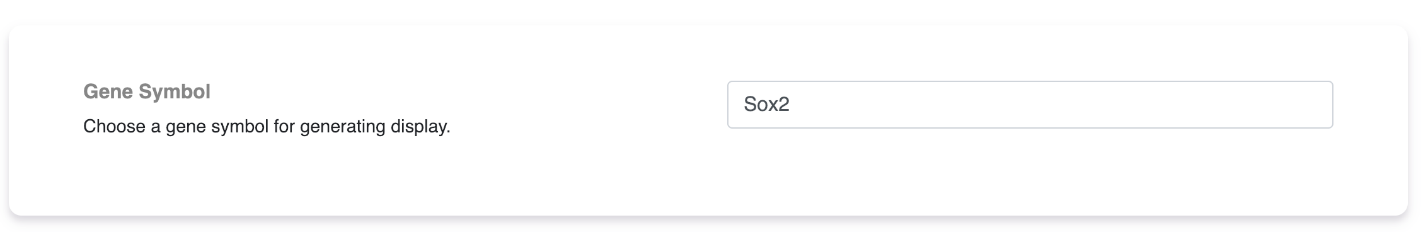 Gene Symbol
Choose a gene symbol for generating display.
Sox2